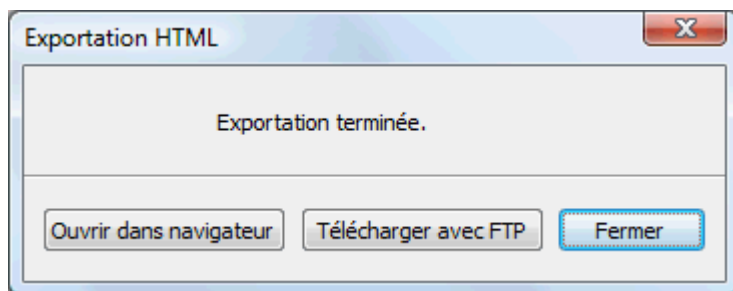 Exportation HTML
Exportation terminée.
Ouvrir dans navigateur Télécharger avec FTP Fermer